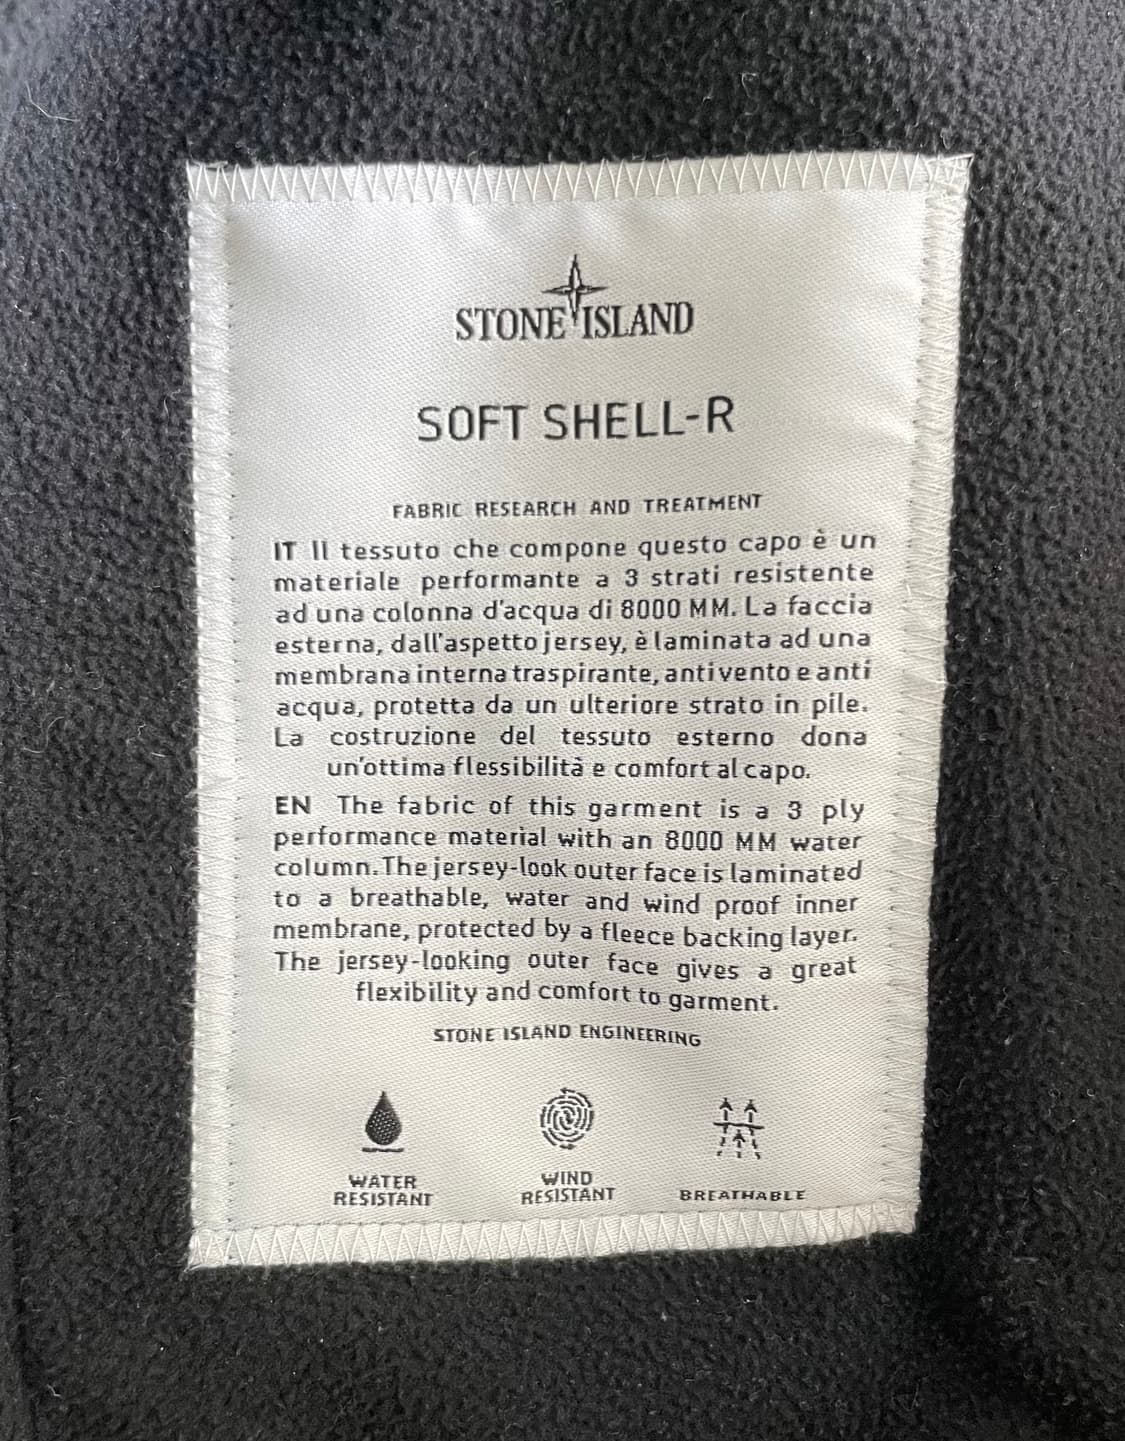 STONE ISLAND
SOFT SHELL-R
FABRIC RESEARCH AND TREATMENT
IT Il tessuto che compone questo capo è un
materiale performante a 3 strati resistente
ad una colonna d'acqua di 8000 MM. La faccia
esterna, dall'aspetto jersey, è laminata ad una
membrana interna traspirante, antivento e anti
acqua, protetta da un ulteriore strato in pile.
La costruzione del tessuto esterno dona
un'ottima flessibilità e comfort al capo.
EN The fabric of this garment is a 3 ply
performance material with an 8000 MM water
column. The jersey-look outer face is laminated
to a breathable, water and wind proof inner
membrane, protected by a fleece backing layer.
The jersey-looking outer face gives a great
flexibility and comfort to garment.
STONE ISLAND ENGINEERING
WATER
RESISTANT
WIND
RESISTANT
BREATHABLE